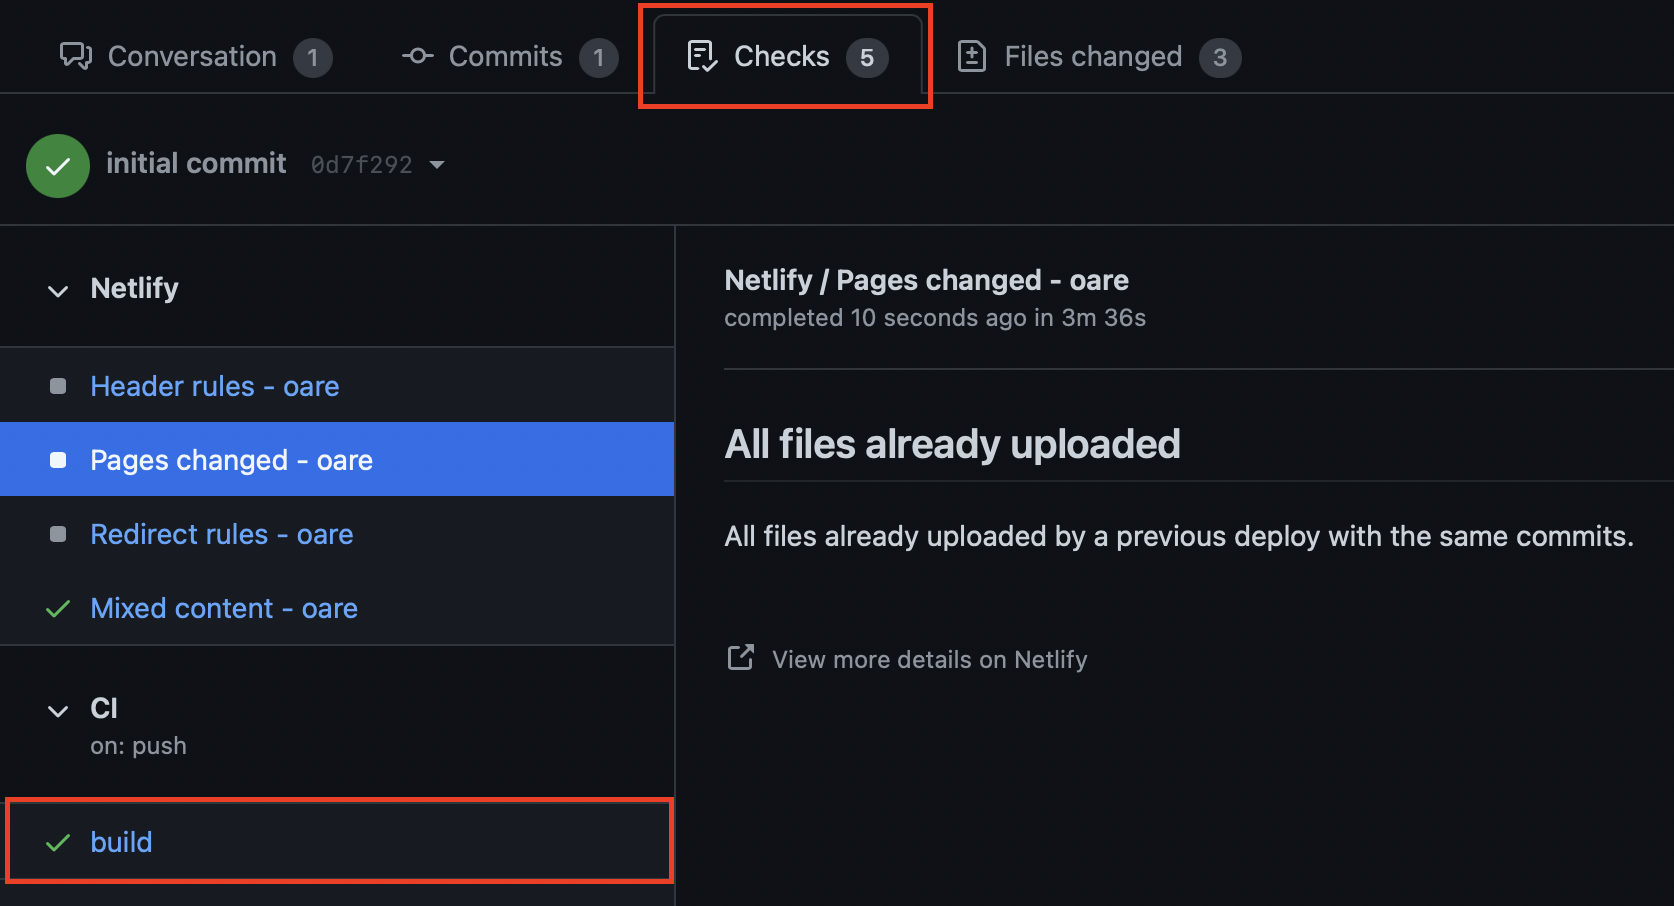 Conversation 1 Commits 1 Checks 5 Files changed 3
initial commit 0d7f292
Netlify
Header rules - oare
Pages changed - oare
Redirect rules - oare
Mixed content - oare
CI
on: push
build
Netlify / Pages changed - oare
completed 10 seconds ago in 3m 36s
All files already uploaded
All files already uploaded by a previous deploy with the same commits.
View more details on Netlify